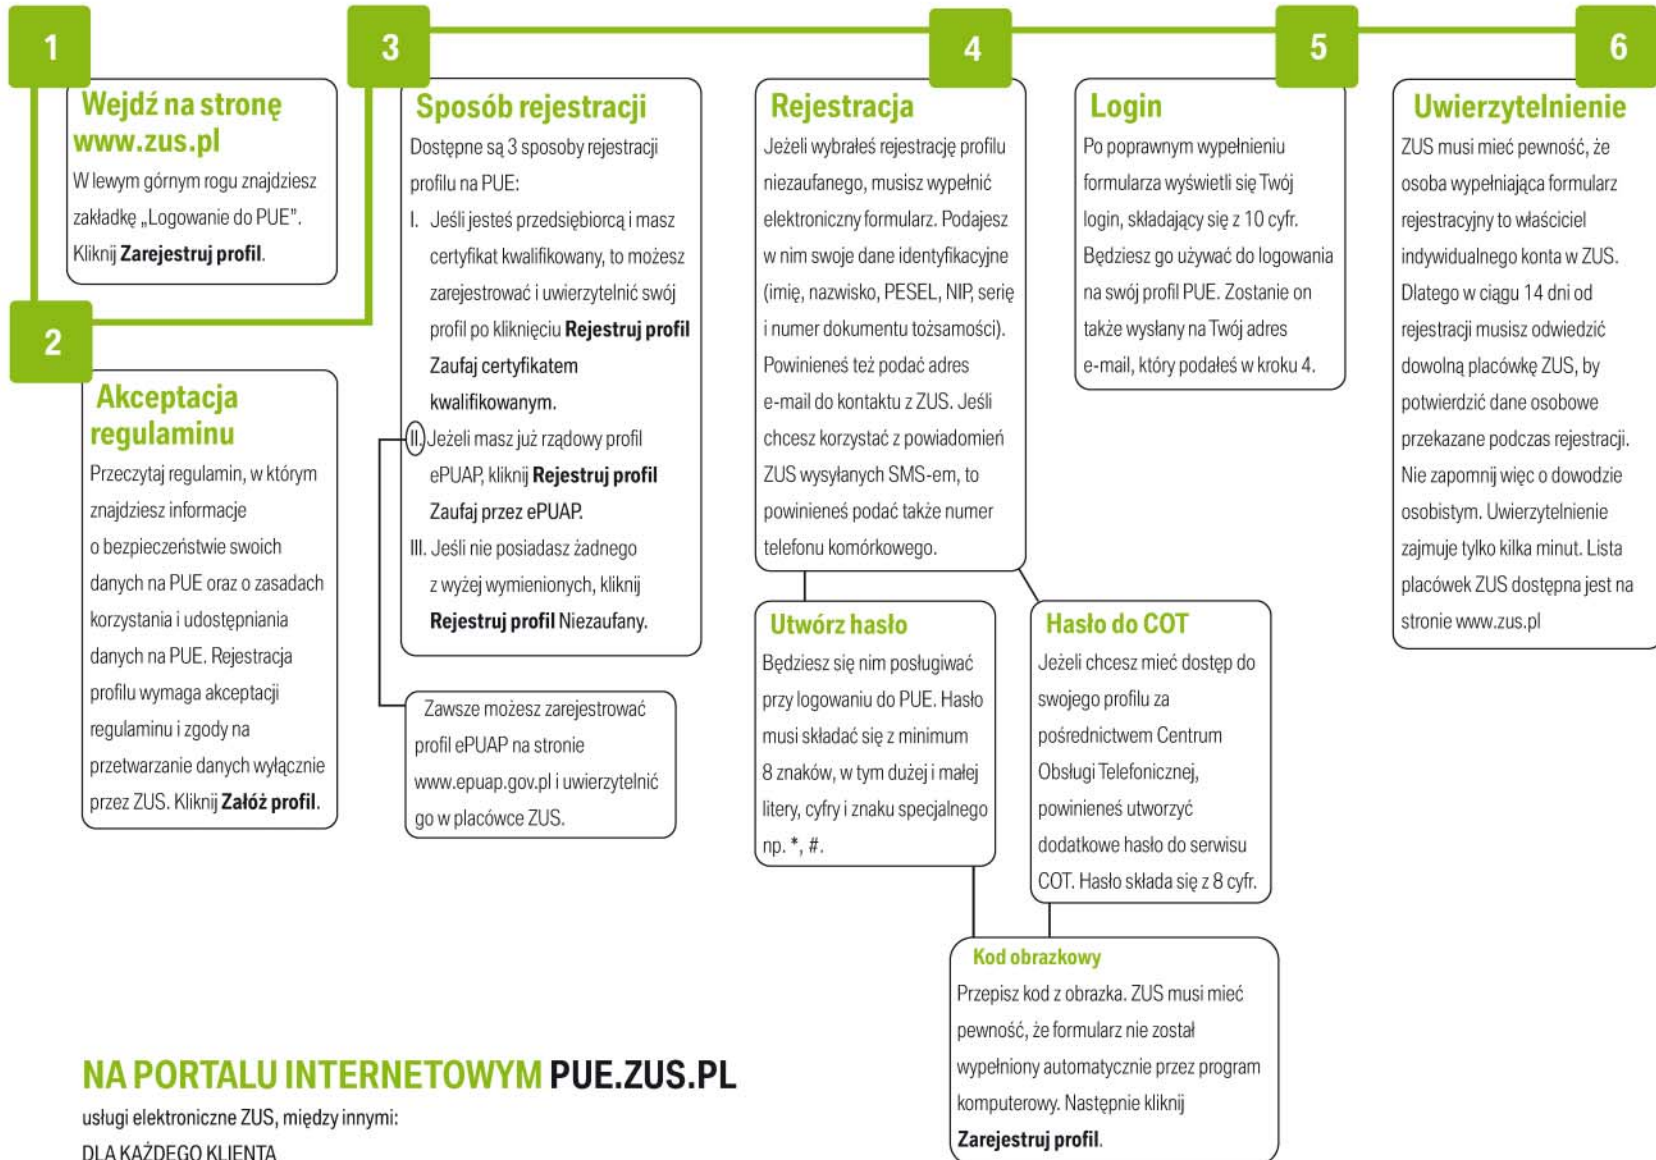 1
Wejdź na stronę
www.zus.pl
W lewym górnym rogu znajdziesz
zakładkę „Logowanie do PUE”.
Kliknij Zarejestruj profil.
2
Akceptacja
regulaminu
Przeczytaj regulamin, w którym
znajdziesz informacje
o bezpieczeństwie swoich
danych na PUE oraz o zasadach
korzystania i udostępniania
danych na PUE. Rejestracja
profilu wymaga akceptacji
regulaminu i zgody na
przetwarzanie danych wyłącznie
przez ZUS. Kliknij Załóż profil.
3
Sposób rejestracji
Dostępne są 3 sposoby rejestracji
profilu na PUE:
I. Jeśli jesteś przedsiębiorcą i masz
certyfikat kwalifikowany, to możesz
zarejestrować i uwierzytelnić swój
profil po kliknięciu Rejestruj profil
Zaufaj certyfikatem
kwalifikowanym.
II. Jeżeli masz już rządowy profil
ePUAP, kliknij Rejestruj profil
Zaufaj przez ePUAP.
III. Jeśli nie posiadasz żadnego
z wyżej wymienionych, kliknij
Rejestruj profil Niezaufany.
Zawsze możesz zarejestrować
profil ePUAP na stronie
www.epuap.gov.pl i uwierzytelnić
go w placówce ZUS.
4
Rejestracja
Jeżeli wybrałeś rejestrację profilu
niezaufanego, musisz wypełnić
elektroniczny formularz. Podajesz
w nim swoje dane identyfikacyjne
(imię, nazwisko, PESEL, NIP, serię
i numer dokumentu tożsamości).
Powinieneś też podać adres
e-mail do kontaktu z ZUS. Jeśli
chcesz korzystać z powiadomień
ZUS wysyłanych SMS-em, to
powinieneś podać także numer
telefonu komórkowego.
Utwórz hasło
Będziesz się nim posługiwać
przy logowaniu do PUE. Hasło
musi składać się z minimum
8 znaków, w tym dużej i małej
litery, cyfry i znaku specjalnego
np. *, #.
Hasło do COT
Jeżeli chcesz mieć dostęp do
swojego profilu za
pośrednictwem Centrum
Obsługi Telefonicznej,
powinieneś utworzyć
dodatkowe hasło do serwisu
COT. Hasło składa się z 8 cyfr.
Kod obrazkowy
Przepisz kod z obrazka. ZUS musi mieć
pewność, że formularz nie został
wypełniony automatycznie przez program
komputerowy. Następnie kliknij
Zarejestruj profil.
5
Login
Po poprawnym wypełnieniu
formularza wyświetli się Twój
login, składający się z 10 cyfr.
Będziesz go używać do logowania
na swój profil PUE. Zostanie on
także wysłany na Twój adres
e-mail, który podałeś w kroku 4.
6
Uwierzytelnienie
ZUS musi mieć pewność, że
osoba wypełniająca formularz
rejestracyjny to właściciel
indywidualnego konta w ZUS.
Dlatego w ciągu 14 dni od
rejestracji musisz odwiedzić
dowolną placówkę ZUS, by
potwierdzić dane osobowe
przekazane podczas rejestracji.
Nie zapomnij więc o dowodzie
osobistym. Uwierzytelnienie
zajmuje tylko kilka minut. Lista
placówek ZUS dostępna jest na
stronie www.zus.pl
NA PORTALU INTERNETOWYM PUE.ZUS.PL
usługi elektroniczne ZUS, między innymi:
DLA KAŻDEGO KLIENTA